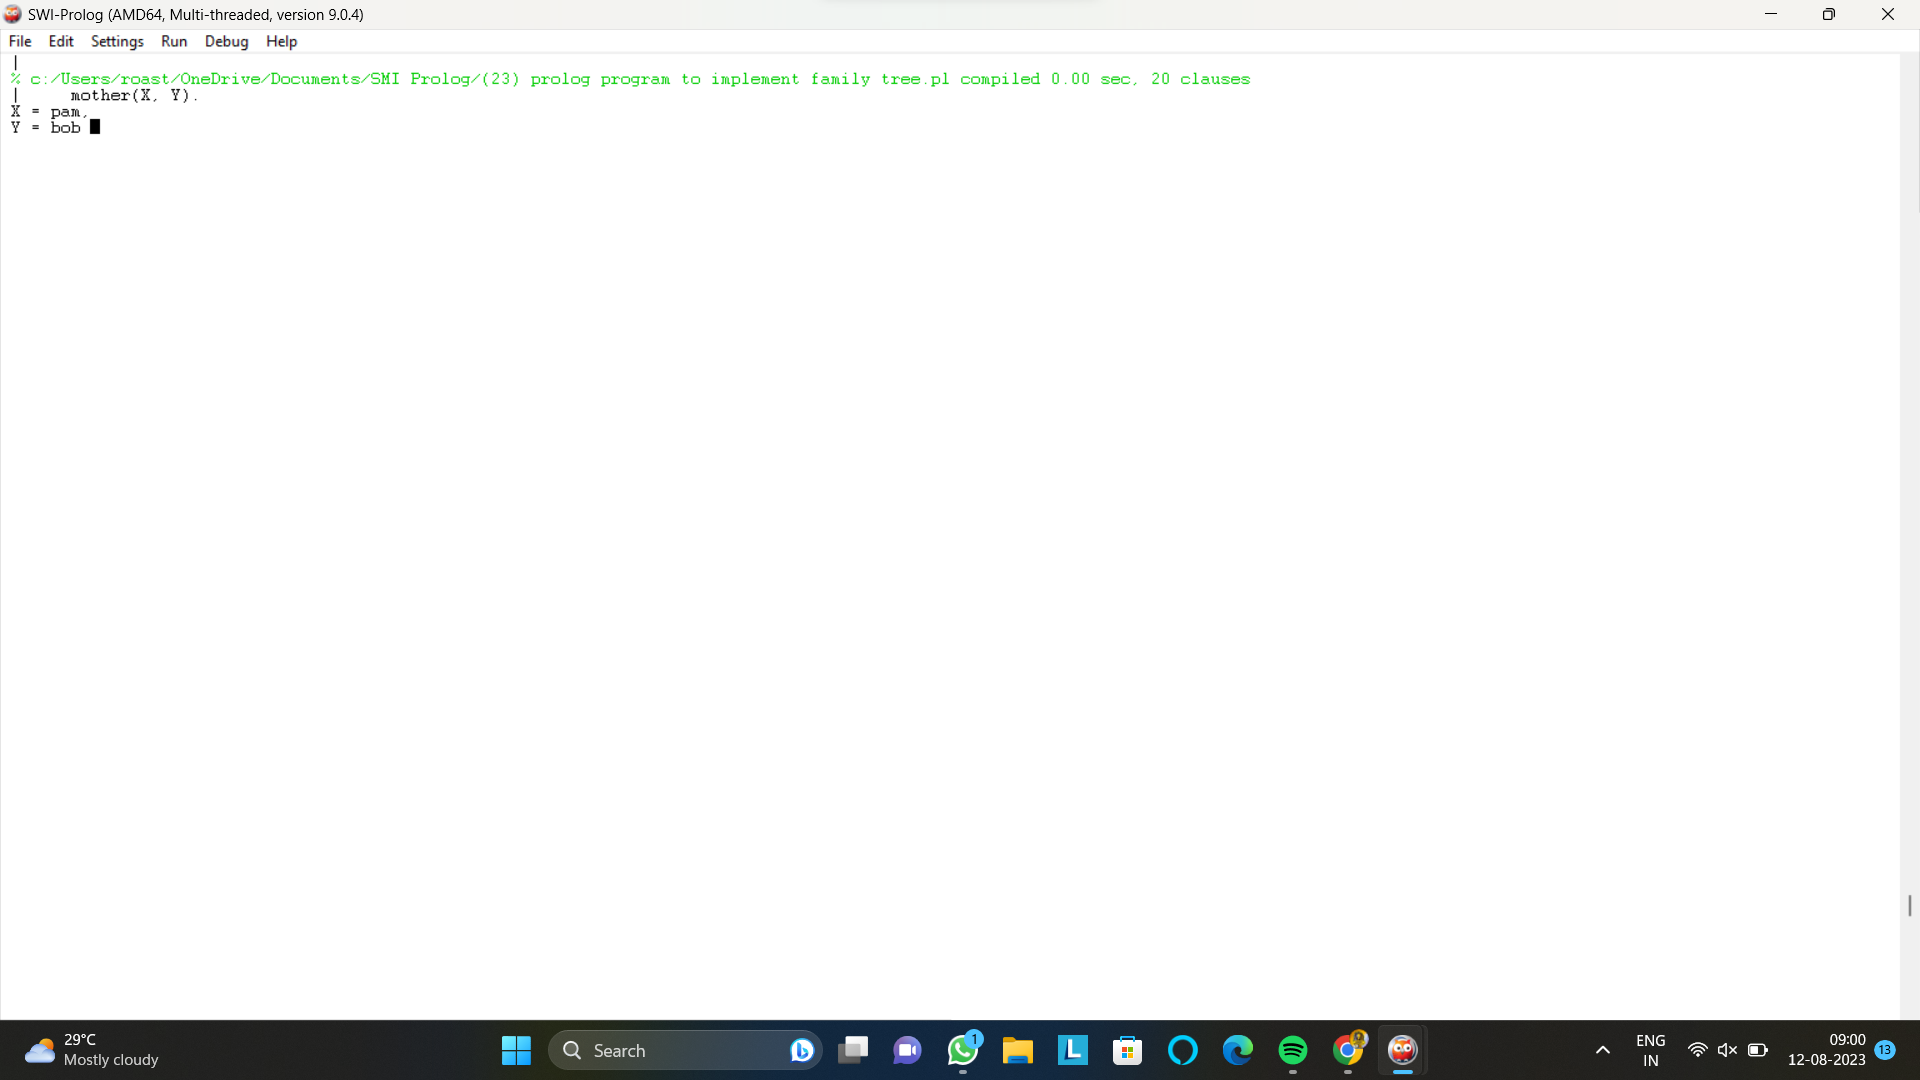 SWI-Prolog (AMD64, Multi-threaded, version 9.0.4)
File Edit Settings Run Debug Help
|
% c:/Users/roast/OneDrive/Documents/SMI Prolog/(23) prolog program to implement family tree.pl compiled 0.00 sec, 20 clauses
| mother(X, Y).
X = pam,
Y = bob
29°C
Mostly cloudy
Search
1
L
ENG
IN
09:00
12-08-2023
13